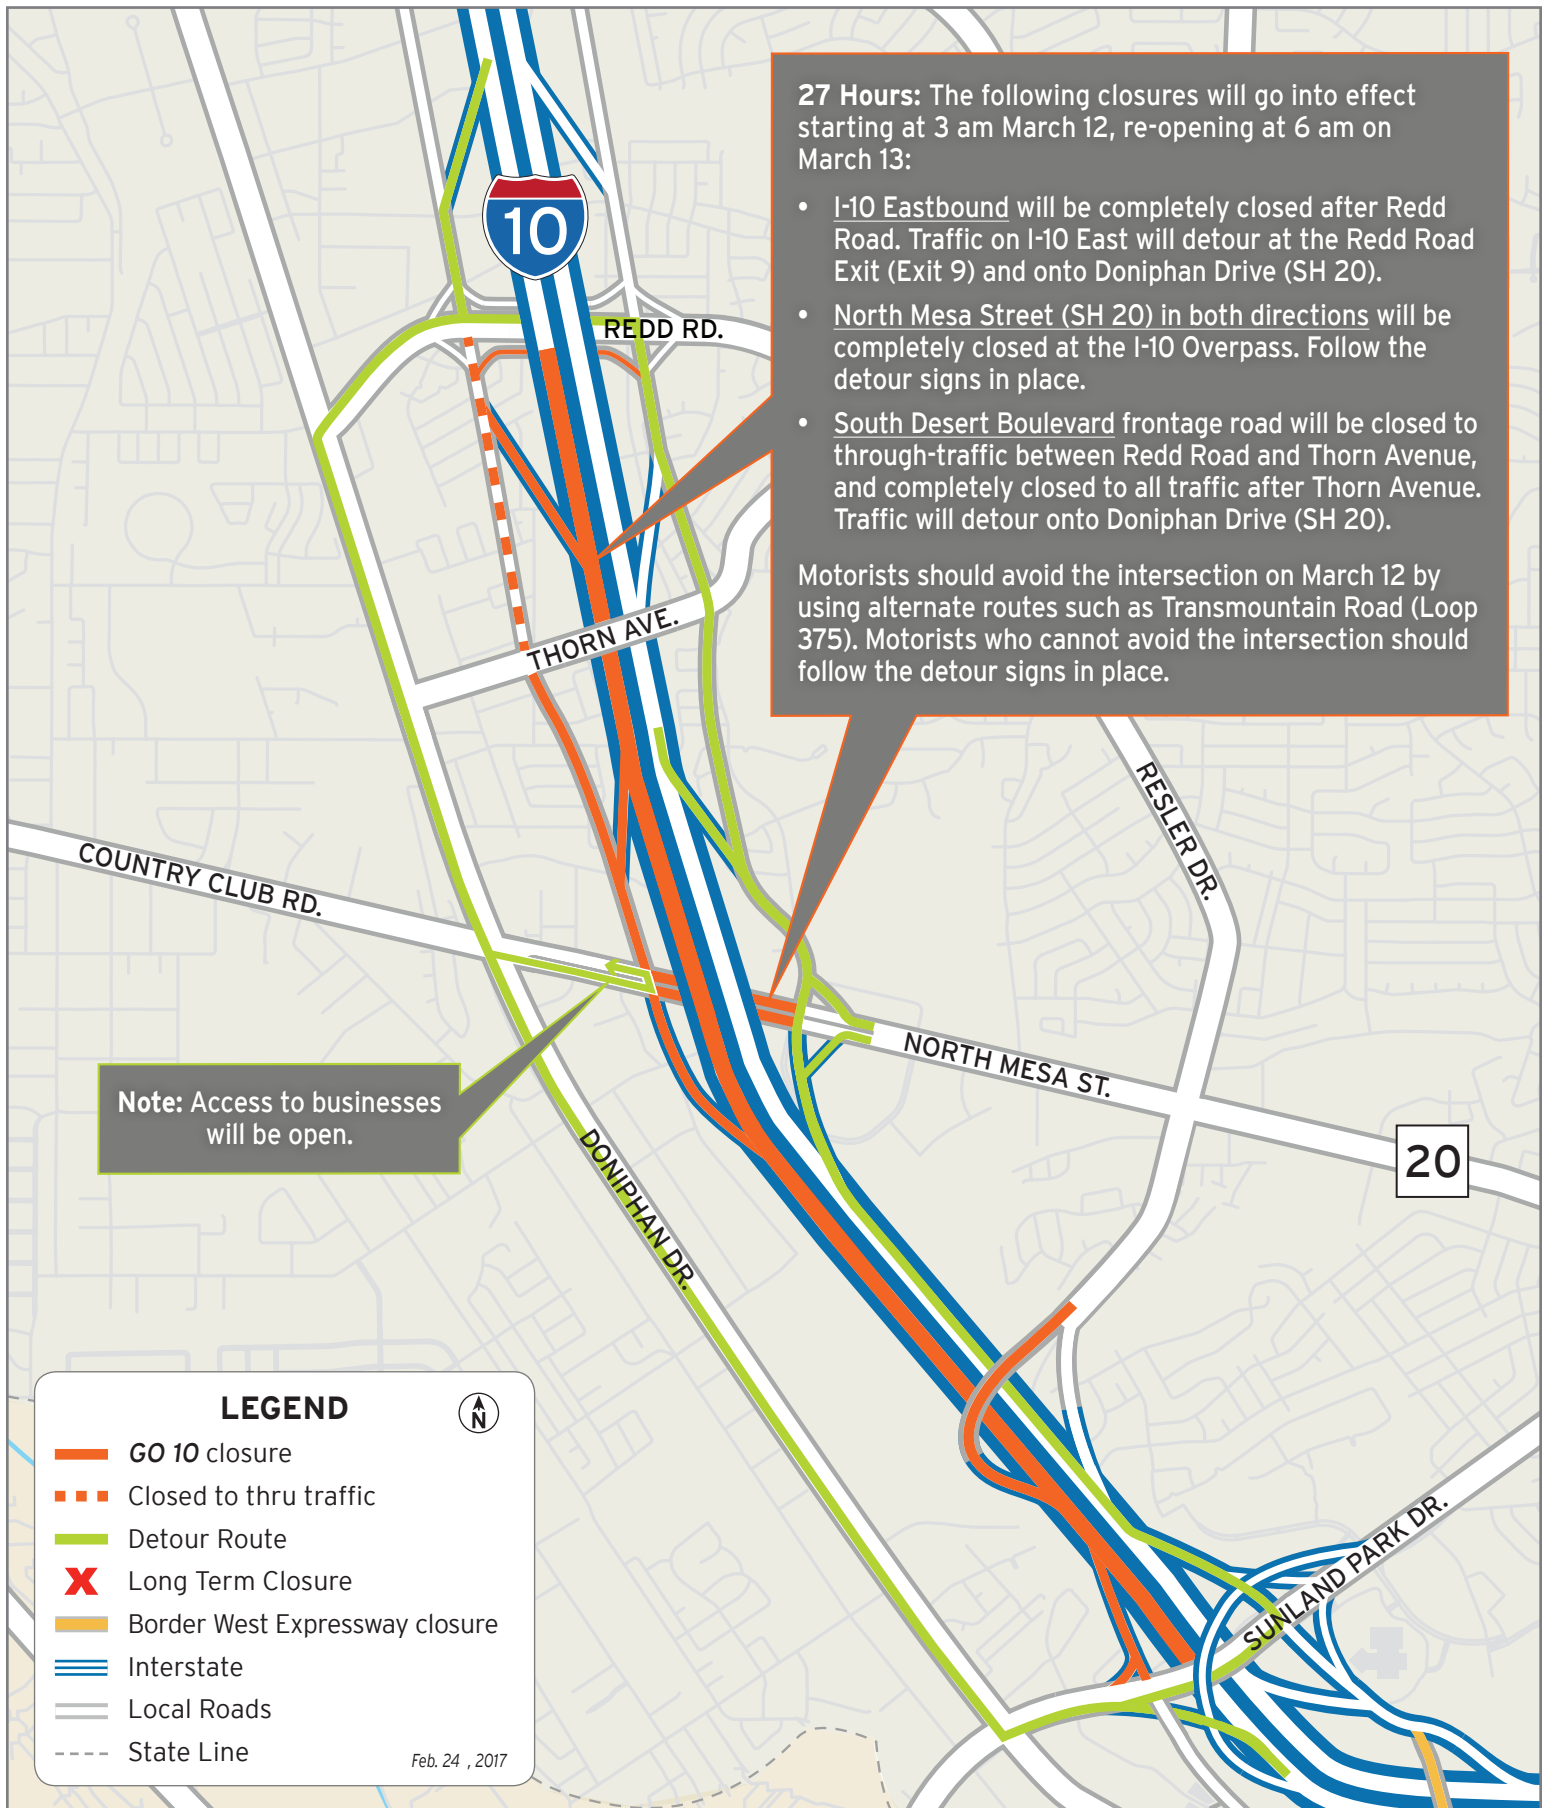 27 Hours: The following closures will go into effect
starting at 3 am March 12, re-opening at 6 am on
March 13:
• I-10 Eastbound will be completely closed after Redd
Road. Traffic on I-10 East will detour at the Redd Road
Exit (Exit 9) and onto Doniphan Drive (SH 20).
• North Mesa Street (SH 20) in both directions will be
completely closed at the I-10 Overpass. Follow the
detour signs in place.
• South Desert Boulevard frontage road will be closed to
through-traffic between Redd Road and Thorn Avenue,
and completely closed to all traffic after Thorn Avenue.
Traffic will detour onto Doniphan Drive (SH 20).
Motorists should avoid the intersection on March 12 by
using alternate routes such as Transmountain Road (Loop
375). Motorists who cannot avoid the intersection should
follow the detour signs in place.
10
REDD RD.
THORN AVE.
RESLER DR.
COUNTRY CLUB RD.
NORTH MESA ST.
Note: Access to businesses
will be open.
20
DONIPHAN DR.
SUNLAND PARK DR.
LEGEND
N
GO 10 closure
Closed to thru traffic
Detour Route
X Long Term Closure
Border West Expressway closure
Interstate
Local Roads
State Line
Feb. 24 , 2017